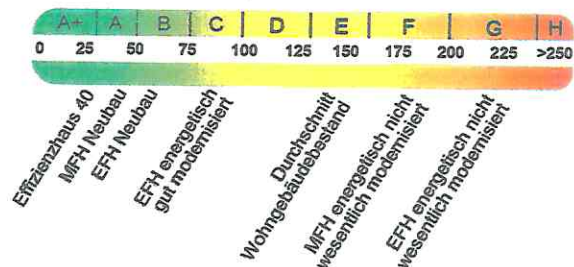 A+ A B C D E F G H
0 25 50 75 100 125 150 175 200 225 >250
Effizienzhaus 40
MFH Neubau
EFH Neubau
EFH energetisch
gut modernisiert
Durchschnitt
Wohngebäudebestand
MFH energetisch nicht
wesentlich modernisiert
EFH energetisch nicht
wesentlich modernisiert